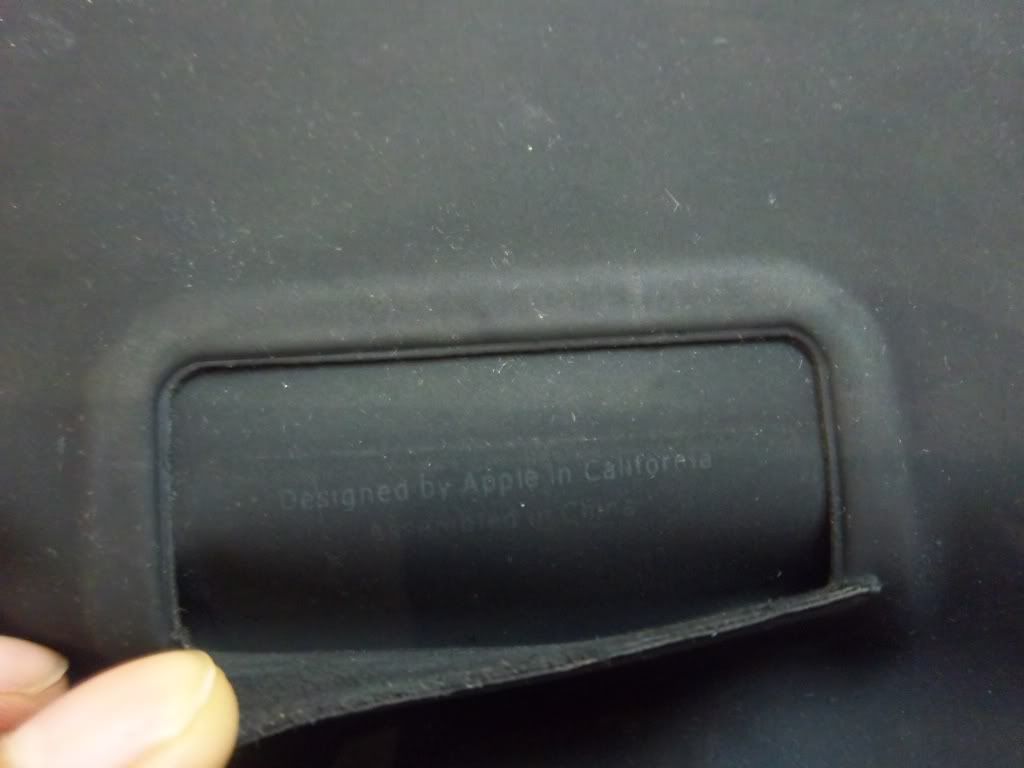 Designed by Apple in California
Assembled in China